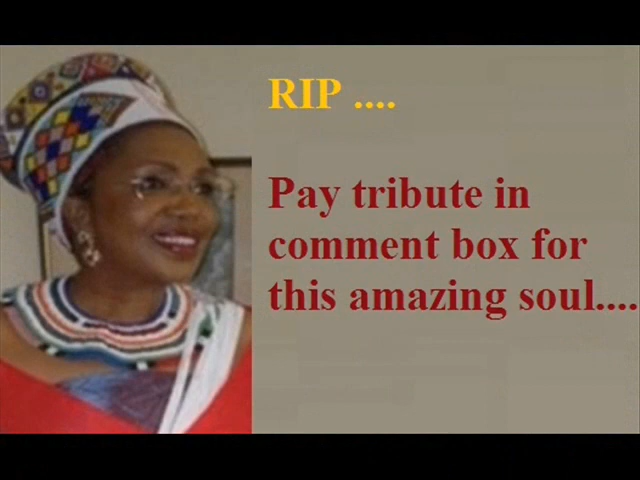 RIP ....
Pay tribute in
comment box for
this amazing soul....